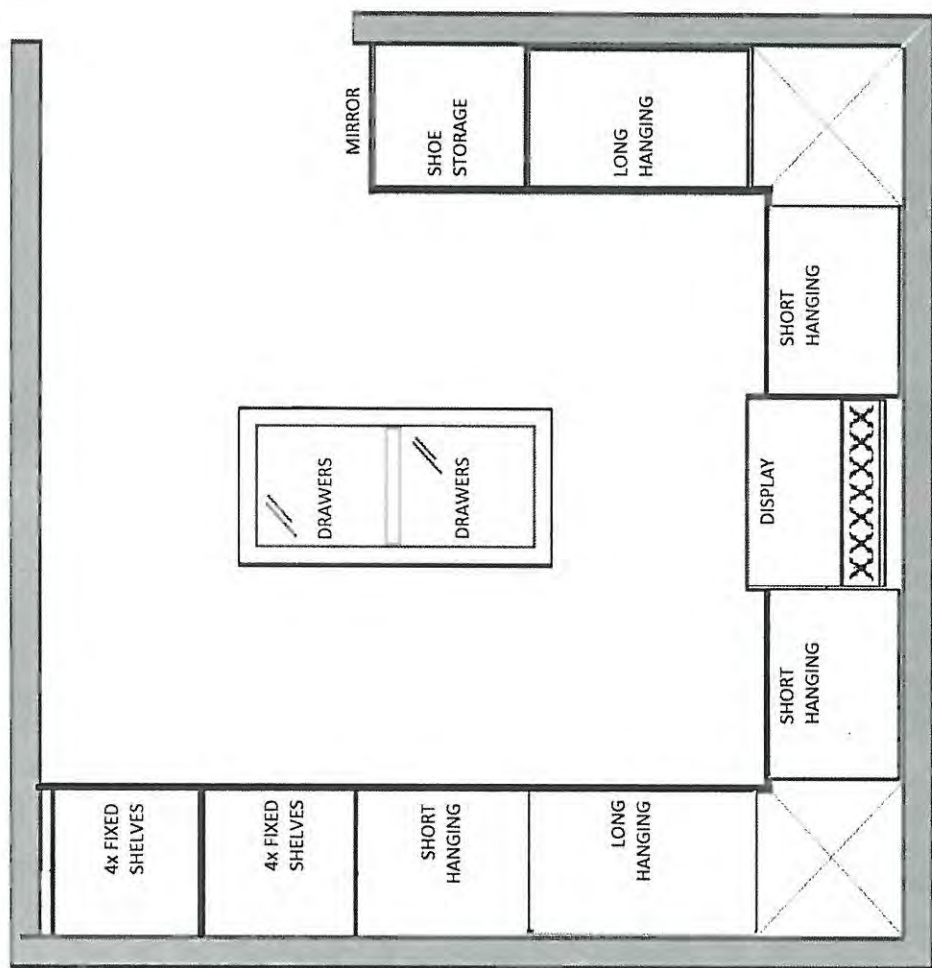 4x FIXED
SHELVES
4x FIXED
SHELVES
DRAWERS
MIRROR
SHORT
HANGING
DRAWERS
SHOE
STORAGE
LONG
HANGING
LONG
HANGING
SHORT
HANGING
DISPLAY
SHORT
HANGING